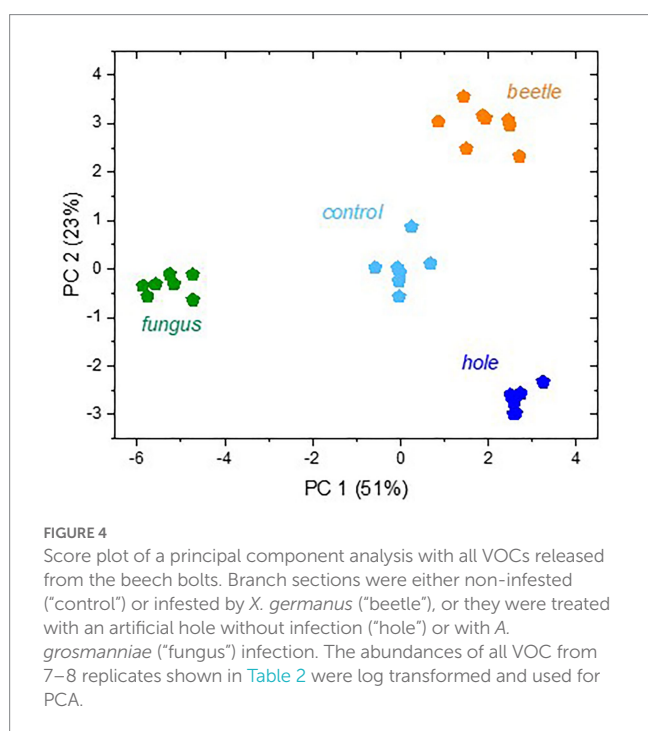 4
3
2
1
0
-1
-2
-3
PC 2 (23%)
beetle
control
fungus
hole
-6
-4
-2
0
2
4
PC 1 (51%)
FIGURE 4
Score plot of a principal component analysis with all VOCs released
from the beech bolts. Branch sections were either non-infested
(“control”) or infested by X. germanus (“beetle”), or they were treated
with an artificial hole without infection (“hole”) or with A.
grosmanniae (“fungus”) infection. The abundances of all VOC from
7–8 replicates shown in Table 2 were log transformed and used for
PCA.